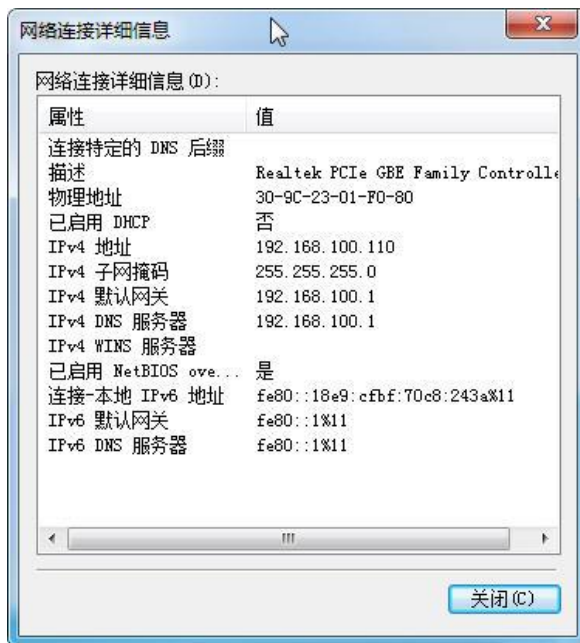 网络连接详细信息
网络连接详细信息(D):
属性 值
连接特定的 DNS 后缀
描述 Realtek PCIe GBE Family Controlle
物理地址 30-9C-23-01-F0-80
已启用 DHCP 否
IPv4 地址 192.168.100.110
IPv4 子网掩码 255.255.255.0
IPv4 默认网关 192.168.100.1
IPv4 DNS 服务器 192.168.100.1
IPv4 WINS 服务器
已启用 NetBIOS ove... 是
连接-本地 IPv6 地址 fe80::18e9:cfbf:70c8:243a%11
IPv6 默认网关 fe80::1%11
IPv6 DNS 服务器 fe80::1%11
关闭(C)